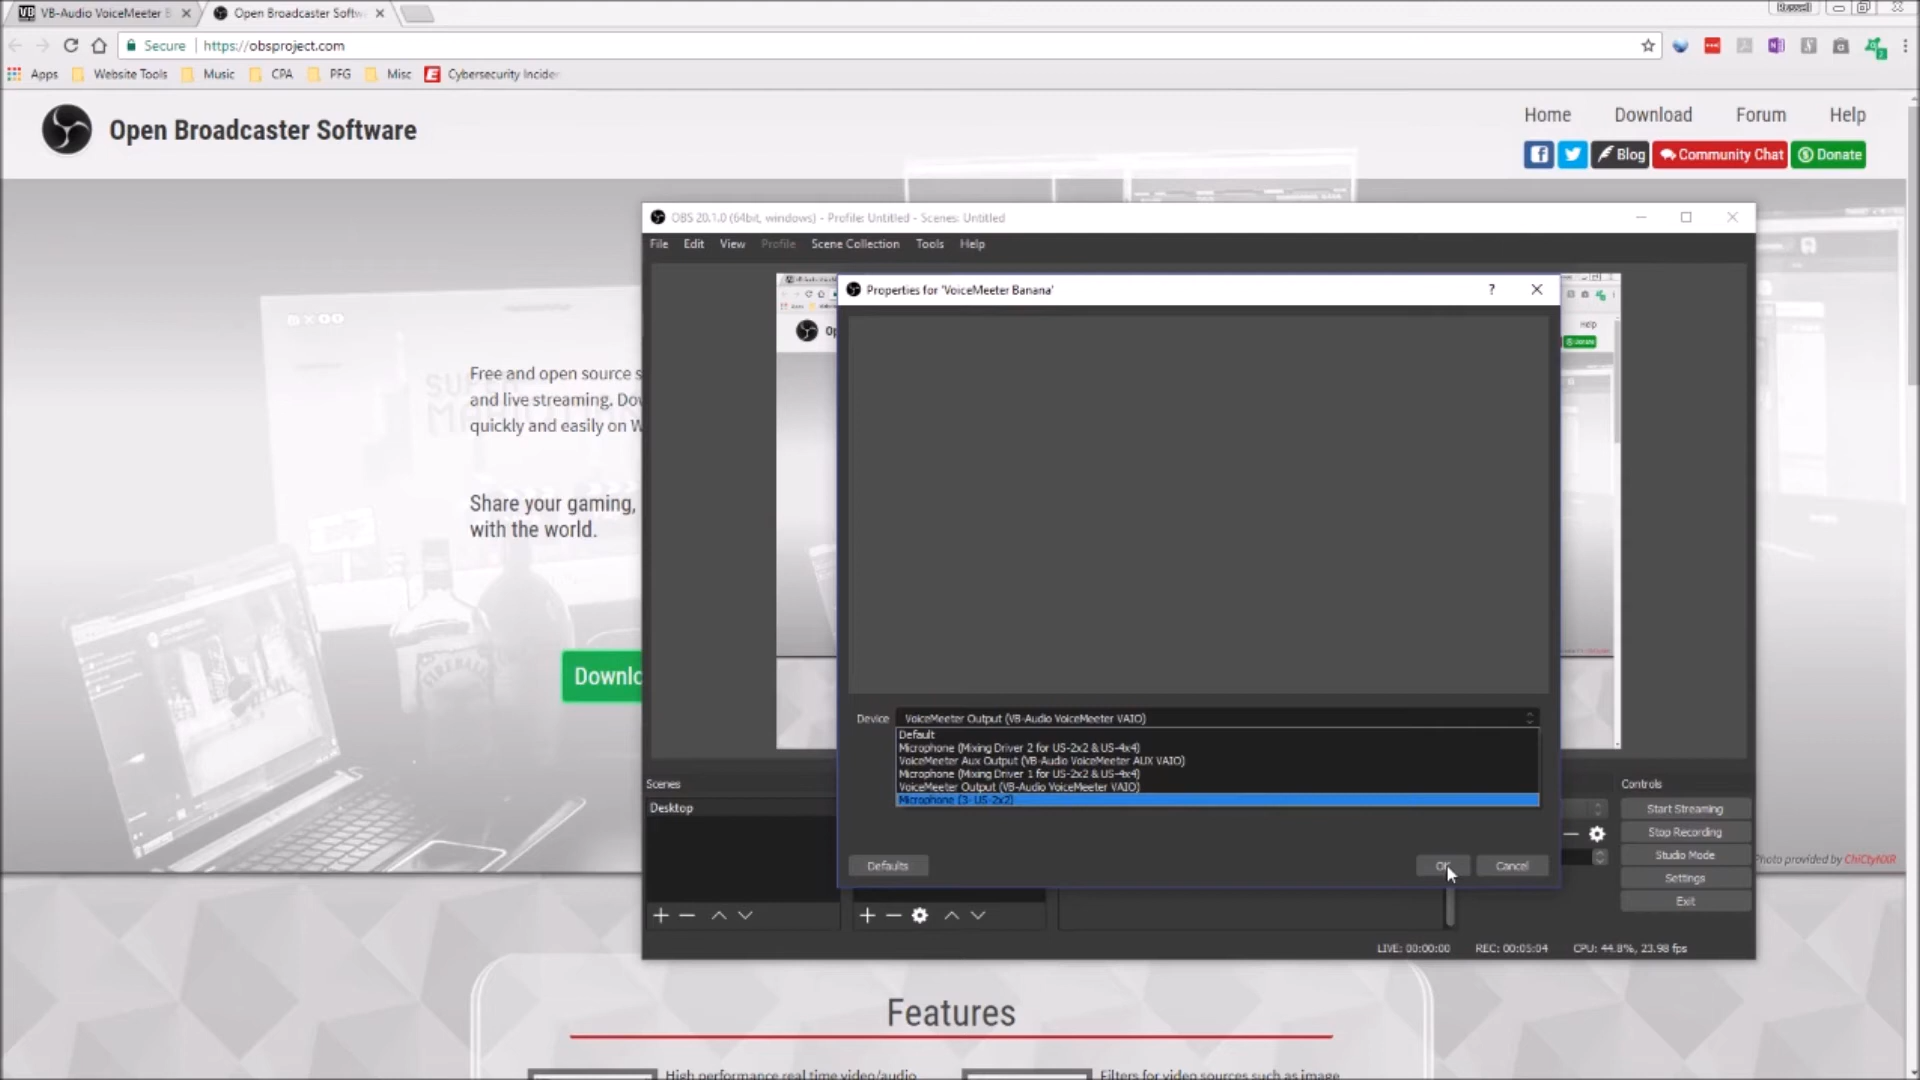 VB-Audio VoiceMeeter B
Open Broadcaster Softw
Russell
Secure
https://obsproject.com
Apps
Website Tools
Music
CPA
PFG
Misc
Cybersecurity Incide
Open Broadcaster Software
Home
Download
Forum
Help
Blog
Community Chat
Donate
OBS 20.1.0 (64bit, windows) - Profile: Untitled - Scenes: Untitled
File
Edit
View
Profile
Scene Collection
Tools
Help
Properties for 'VoiceMeeter Banana'
?
Help
Donate
Free and open source s
and live streaming. Dow
quickly and easily on W
Share your gaming,
with the world.
Downlo
Device
VoiceMeeter Output (VB-Audio VoiceMeeter VAIO)
Default
Microphone (Mixing Driver 2 for US-2x2 & US-4x4)
VoiceMeeter Aux Output (VB-Audio VoiceMeeter AUX VAIO)
Microphone (Mixing Driver 1 for US-2x2 & US-4x4)
VoiceMeeter Output (VB-Audio VoiceMeeter VAIO)
Microphone (3- US-2x2)
Defaults
OK
Cancel
Scenes
Desktop
Controls
Start Streaming
Stop Recording
Studio Mode
Settings
Exit
Photo provided by ChiCtyNXR
LIVE: 00:00:00
REC: 00:05:04
CPU: 44.8%, 23.98 fps
Features
High performance real time video/audio
Filters for video sources such as image